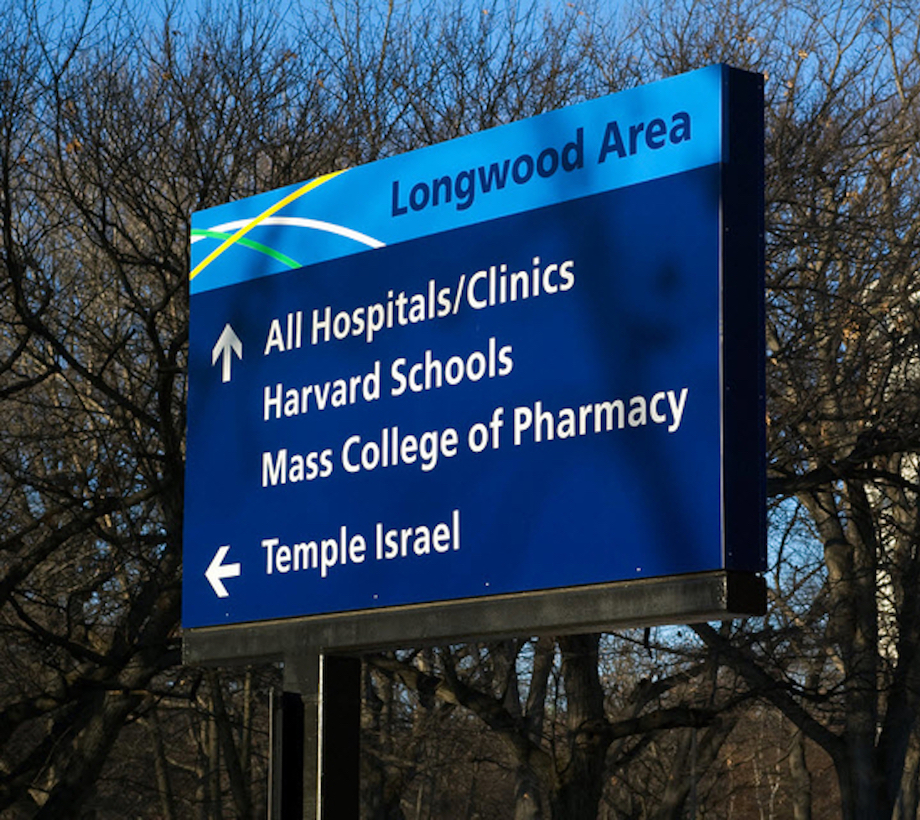 Longwood Area
All Hospitals/Clinics
Harvard Schools
Mass College of Pharmacy
Temple Israel